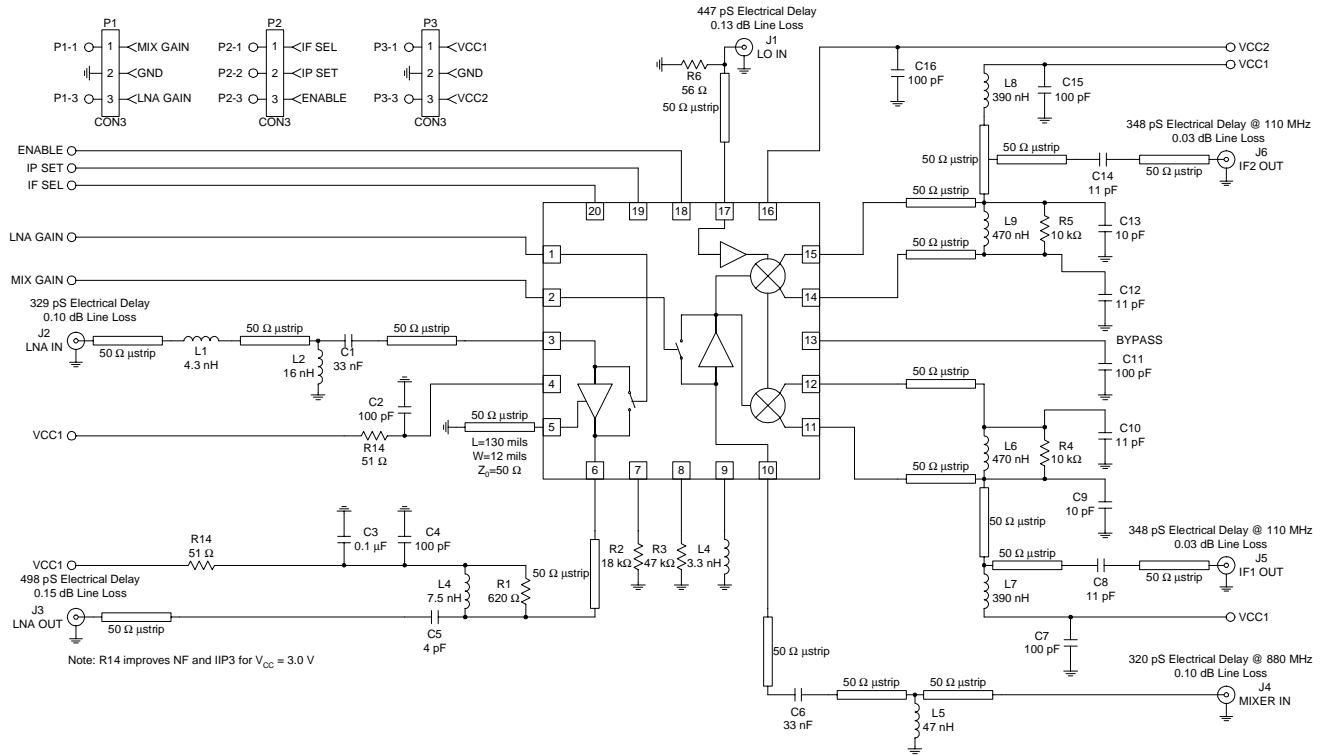 447 pS Electrical Delay
0.13 dB Line Loss
J1
LO IN
P1
P1-1
1
MIX GAIN
2
GND
P1-3
3
LNA GAIN
CON3
P2
P2-1
1
IF SEL
P2-2
2
IP SET
P2-3
3
ENABLE
CON3
P3
P3-1
1
VCC1
2
GND
P3-3
3
VCC2
CON3
R6
56 Ω
50 Ω µstrip
C16
100 pF
VCC2
VCC1
L8
390 nH
C15
100 pF
348 pS Electrical Delay @ 110 MHz
0.03 dB Line Loss
J6
IF2 OUT
50 Ω µstrip
50 Ω µstrip
C14
11 pF
50 Ω µstrip
ENABLE
IP SET
IF SEL
50 Ω µstrip
20
19
18
17
16
L9
470 nH
R5
10 kΩ
C13
10 pF
LNA GAIN
1
15
50 Ω µstrip
MIX GAIN
2
14
C12
11 pF
329 pS Electrical Delay
0.10 dB Line Loss
J2
LNA IN
50 Ω µstrip
L1
4.3 nH
50 Ω µstrip
L2
16 nH
C1
33 nF
50 Ω µstrip
3
13
BYPASS
C11
100 pF
4
12
50 Ω µstrip
C2
100 pF
VCC1
R14
51 Ω
50 Ω µstrip
L=130 mils
W=12 mils
Z0=50 Ω
5
11
L6
470 nH
R4
10 kΩ
C10
11 pF
50 Ω µstrip
6
7
8
9
10
C9
10 pF
50 Ω µstrip
348 pS Electrical Delay @ 110 MHz
0.03 dB Line Loss
J5
IF1 OUT
50 Ω µstrip
C8
11 pF
50 Ω µstrip
L7
390 nH
VCC1
C7
100 pF
VCC1
R14
51 Ω
C3
0.1 µF
C4
100 pF
L4
7.5 nH
R1
620 Ω
50 Ω µstrip
R2
18 kΩ
R3
47 kΩ
L4
3.3 nH
498 pS Electrical Delay
0.15 dB Line Loss
J3
LNA OUT
50 Ω µstrip
C5
4 pF
Note: R14 improves NF and IIP3 for VCC = 3.0 V
50 Ω µstrip
C6
33 nF
50 Ω µstrip
50 Ω µstrip
L5
47 nH
320 pS Electrical Delay @ 880 MHz
0.10 dB Line Loss
J4
MIXER IN